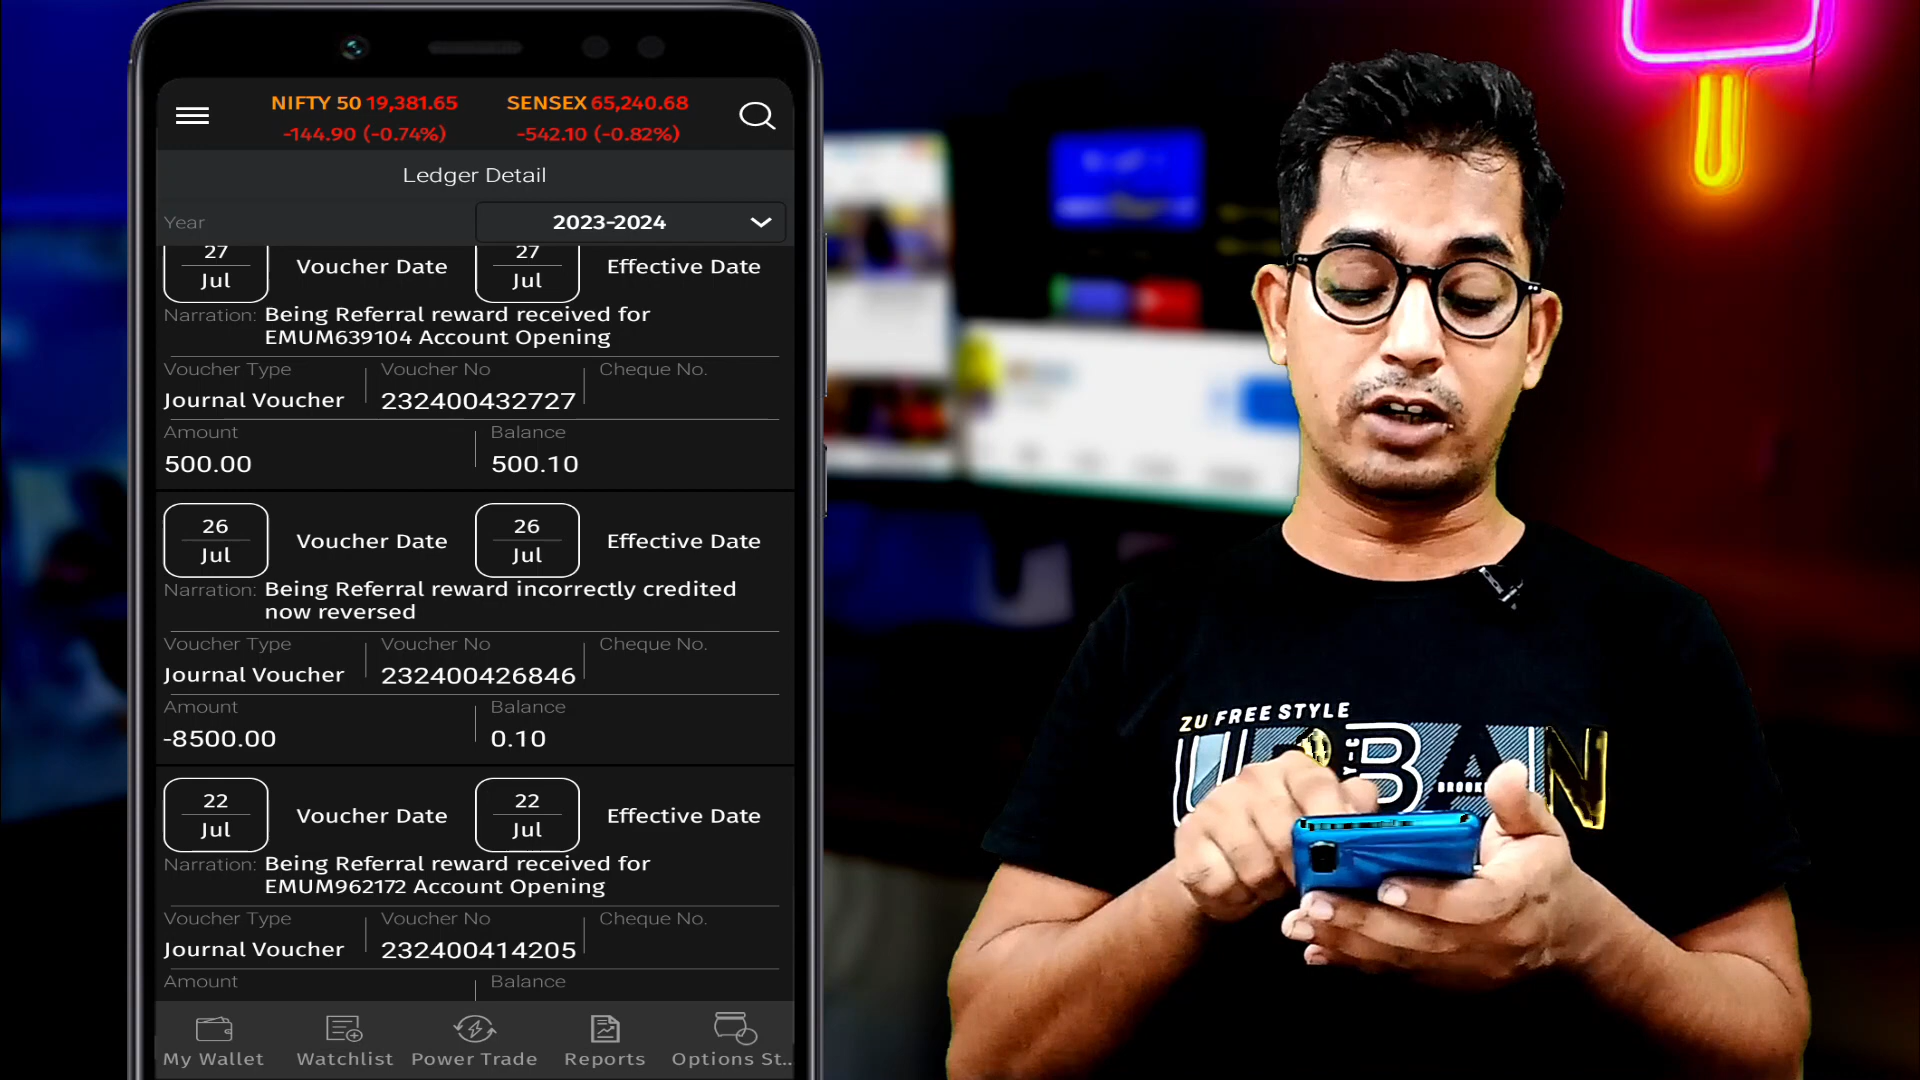 NIFTY 50 19,381.65
-144.90 (-0.74%)
SENSEX 65,240.68
-542.10 (-0.82%)
Ledger Detail
Year 2023-2024
27 Jul Voucher Date 27 Jul Effective Date
Narration: Being Referral reward received for
EMUM639104 Account Opening
Voucher Type Voucher No Cheque No.
Journal Voucher 232400432727
Amount Balance
500.00 500.10
26 Jul Voucher Date 26 Jul Effective Date
Narration: Being Referral reward incorrectly credited
now reversed
Voucher Type Voucher No Cheque No.
Journal Voucher 232400426846
Amount Balance
-8500.00 0.10
22 Jul Voucher Date 22 Jul Effective Date
Narration: Being Referral reward received for
EMUM962172 Account Opening
Voucher Type Voucher No Cheque No.
Journal Voucher 232400414205
Amount Balance
My Wallet Watchlist Power Trade Reports Options St..
ZU FREE STYLE
URBAN